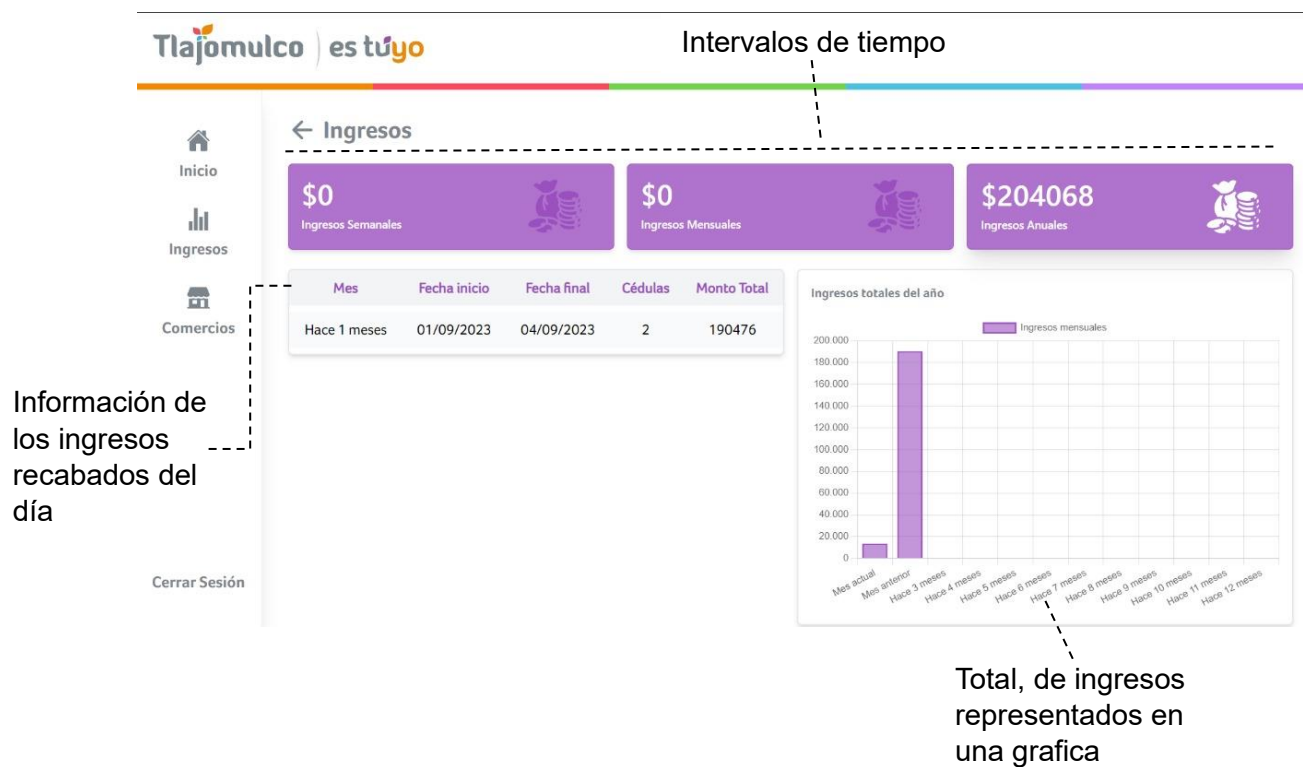 Tlajomulco es túyo
Intervalos de tiempo
Inicio
Ingresos
Comercios
Cerrar Sesión
← Ingresos
$0
Ingresos Semanales
$0
Ingresos Mensuales
$204068
Ingresos Anuales
Mes Fecha inicio Fecha final Cédulas Monto Total
Hace 1 meses 01/09/2023 04/09/2023 2 190476
Ingresos totales del año
Ingresos mensuales
200.000
180.000
160.000
140.000
120.000
100.000
80.000
60.000
40.000
20.000
0
Mes actual
Mes anterior
Hace 3 meses
Hace 4 meses
Hace 5 meses
Hace 6 meses
Hace 7 meses
Hace 8 meses
Hace 9 meses
Hace 10 meses
Hace 11 meses
Hace 12 meses
Información de
los ingresos
recabados del
día
Total, de ingresos
representados en
una grafica